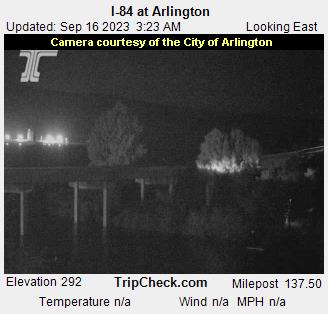 I-84 at Arlington
Updated: Sep 16 2023 3:23 AM Looking East
Camera courtesy of the City of Arlington
Elevation 292 TripCheck.com Milepost 137.50
Temperature n/a Wind n/a MPH n/a